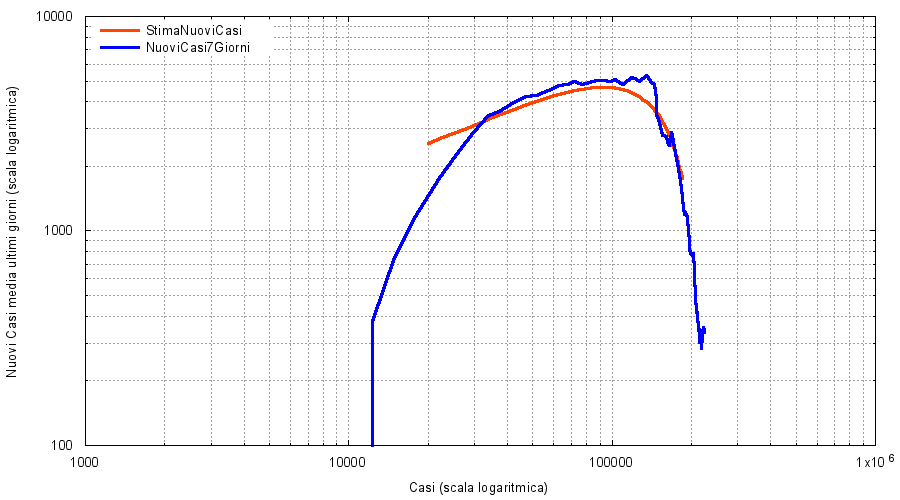 10000
StimaNuoviCasi
NuoviCasi7Giorni
Nuovi Casi media ultimi giorni (scala logaritmica)
1000
100
1000 10000 100000 1x10 6
Casi (scala logaritmica)